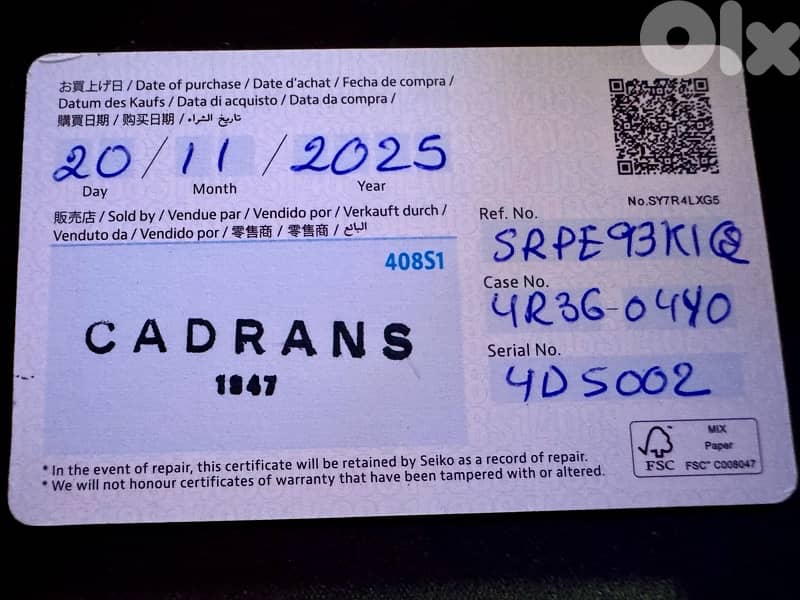 olx
お買上げ日 / Date of purchase / Date d'achat / Fecha de compra /
Datum des Kaufs / Data di acquisto / Data da compra /
購買日期 / 购买日期 / تاريخ الشراء
20 / 11 / 2025
Day Month Year
No.SY7R4LXG5
販売店 / Sold by / Vendue par / Vendido por / Verkauft durch /
Venduto da / Vendido por / 零售商 / 零售商 / البائع
408S1
CADRANS
1947
Ref. No.
SRPE93K1
Case No.
4R36-04Y0
Serial No.
4D5002
MIX
Paper
FSC
FSC™ C008047
* In the event of repair, this certificate will be retained by Seiko as a record of repair.
* We will not honour certificates of warranty that have been tampered with or altered.